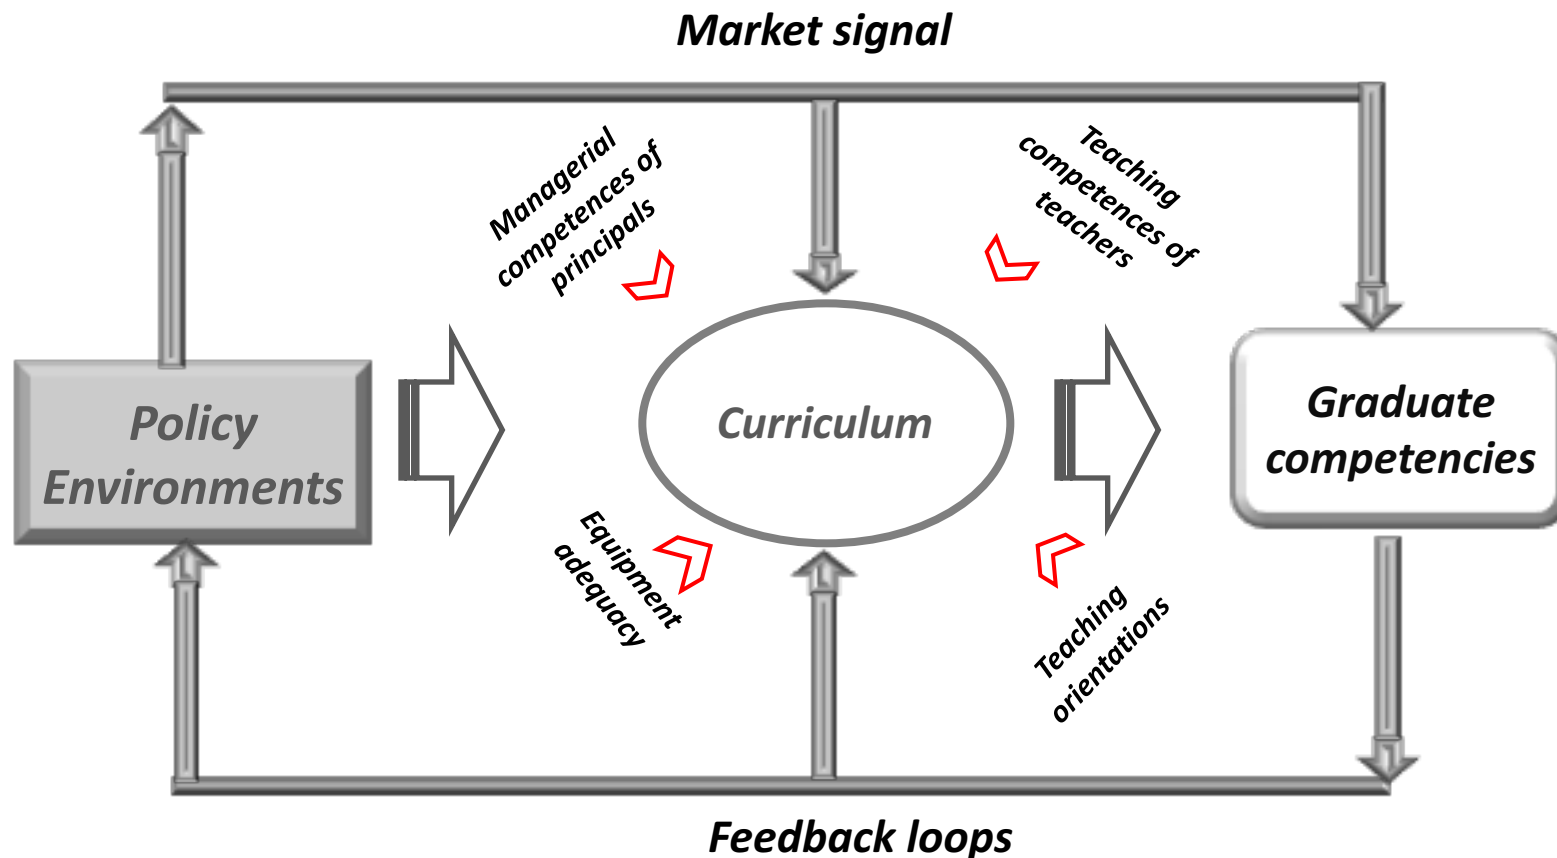 Market signal
Managerial
competences of
principals
Teaching
competences of
teachers
Policy
Environments
Curriculum
Graduate
competencies
Equipment
adequacy
Teaching
orientations
Feedback loops